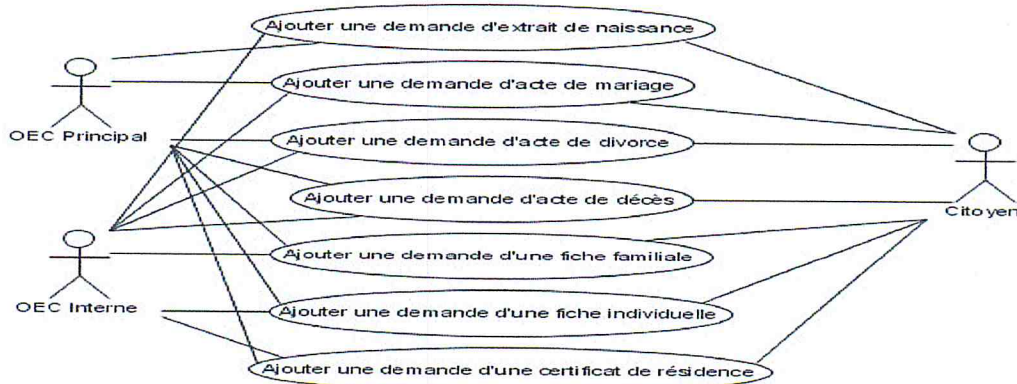 Ajouter une demande d'extrait de naissance
Ajouter une demande d'acte de mariage
OEC Principal
Ajouter une demande d'acte de divorce
Ajouter une demande d'acte de décès
Citoyen
Ajouter une demande d'une fiche familiale
OEC Interne
Ajouter une demande d'une fiche individuelle
Ajouter une demande d'une certificat de résidence